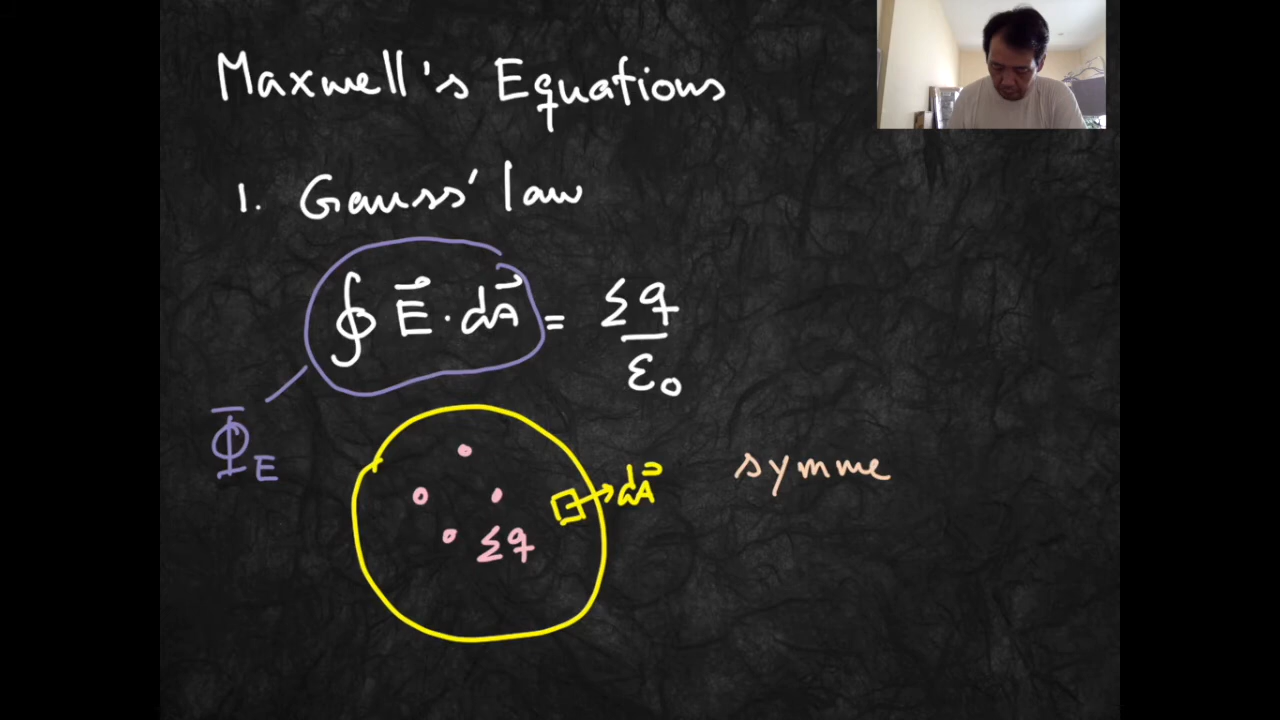 Maxwell's Equations
1. Gauss' law
∮ E⃗ · dA⃗ = Σq / ε₀
Φ_E
dA⃗
symme
Σq